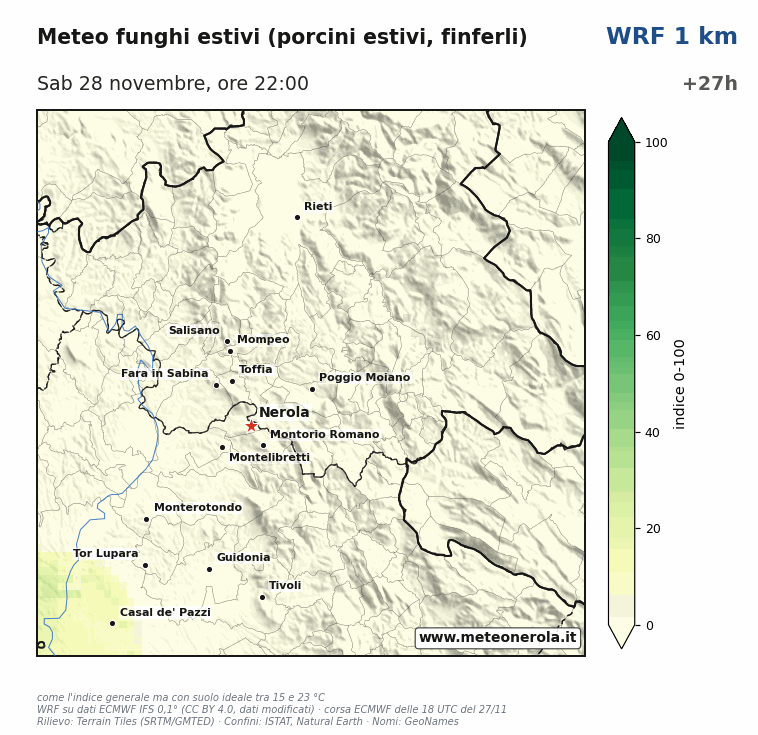 Meteo funghi estivi (porcini estivi, finferli)
WRF 1 km
Sab 28 novembre, ore 22:00
+27h
Rieti
Salisano
Mompeo
Toffia
Fara in Sabina
Poggio Moiano
Nerola
Montorio Romano
Montelibretti
Monterotondo
Tor Lupara
Guidonia
Tivoli
Casal de' Pazzi
www.meteonerola.it
100
80
60
40
20
0
indice 0-100
come l'indice generale ma con suolo ideale tra 15 e 23 °C
WRF su dati ECMWF IFS 0,1° (CC BY 4.0, dati modificati) · corsa ECMWF delle 18 UTC del 27/11
Rilievo: Terrain Tiles (SRTM/GMTED) · Confini: ISTAT, Natural Earth · Nomi: GeoNames